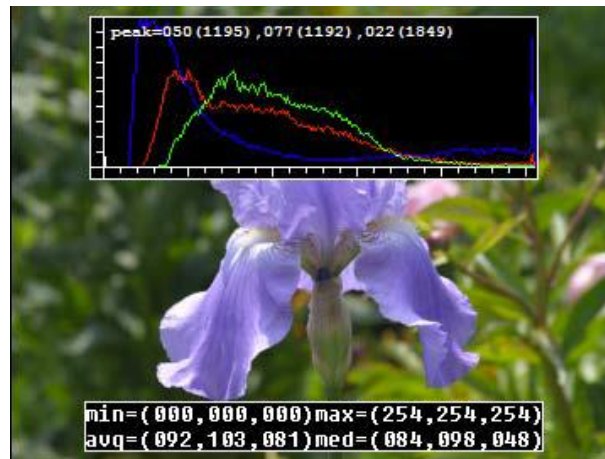 peak=050(1195),077(1192),022(1849)
min=(000,000,000)max=(254,254,254)
avg=(092,103,081)med=(084,098,048)